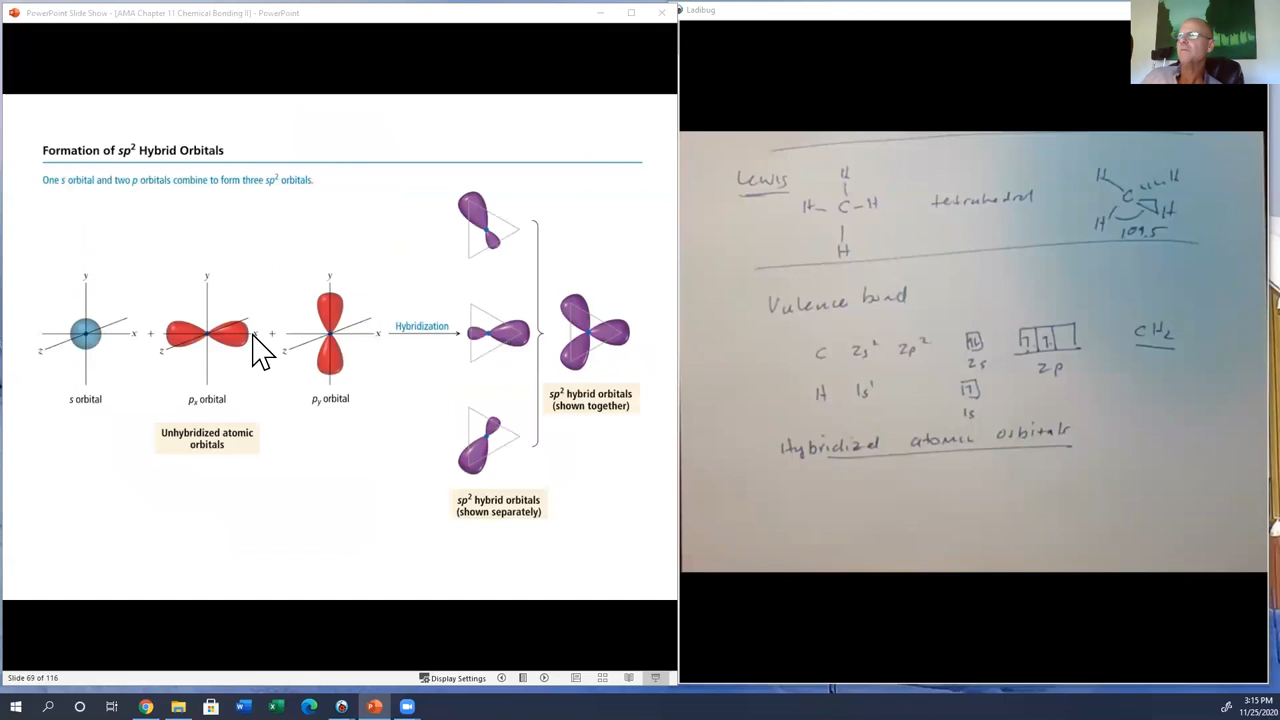 PowerPoint Slide Show - [AMA Chapter 11 Chemical Bonding II] - PowerPoint
Formation of sp² Hybrid Orbitals
One s orbital and two p orbitals combine to form three sp² orbitals.
y
y
y
x
z
+
x
z
+
x
z
Hybridization
s orbital
pₓ orbital
p_y orbital
Unhybridized atomic
orbitals
sp² hybrid orbitals
(shown together)
sp² hybrid orbitals
(shown separately)
Slide 69 of 116
Display Settings
Ladibug
Lewis
H
H - C - H
H
tetrahedral
H
H
C
H
H
109.5
Valence bond
C 2s² 2p²
2s
2p
CH₂
H 1s¹
1s
Hybridized atomic orbitals
3:15 PM
11/25/2020